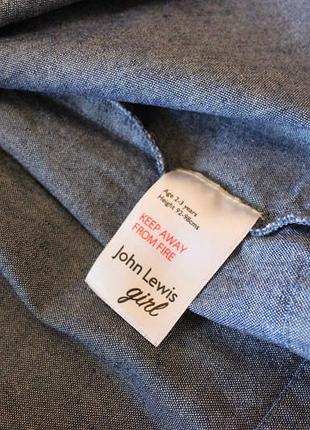 Age 2-3 years
Height 92-98cms
KEEP AWAY
FROM FIRE
John Lewis
girl